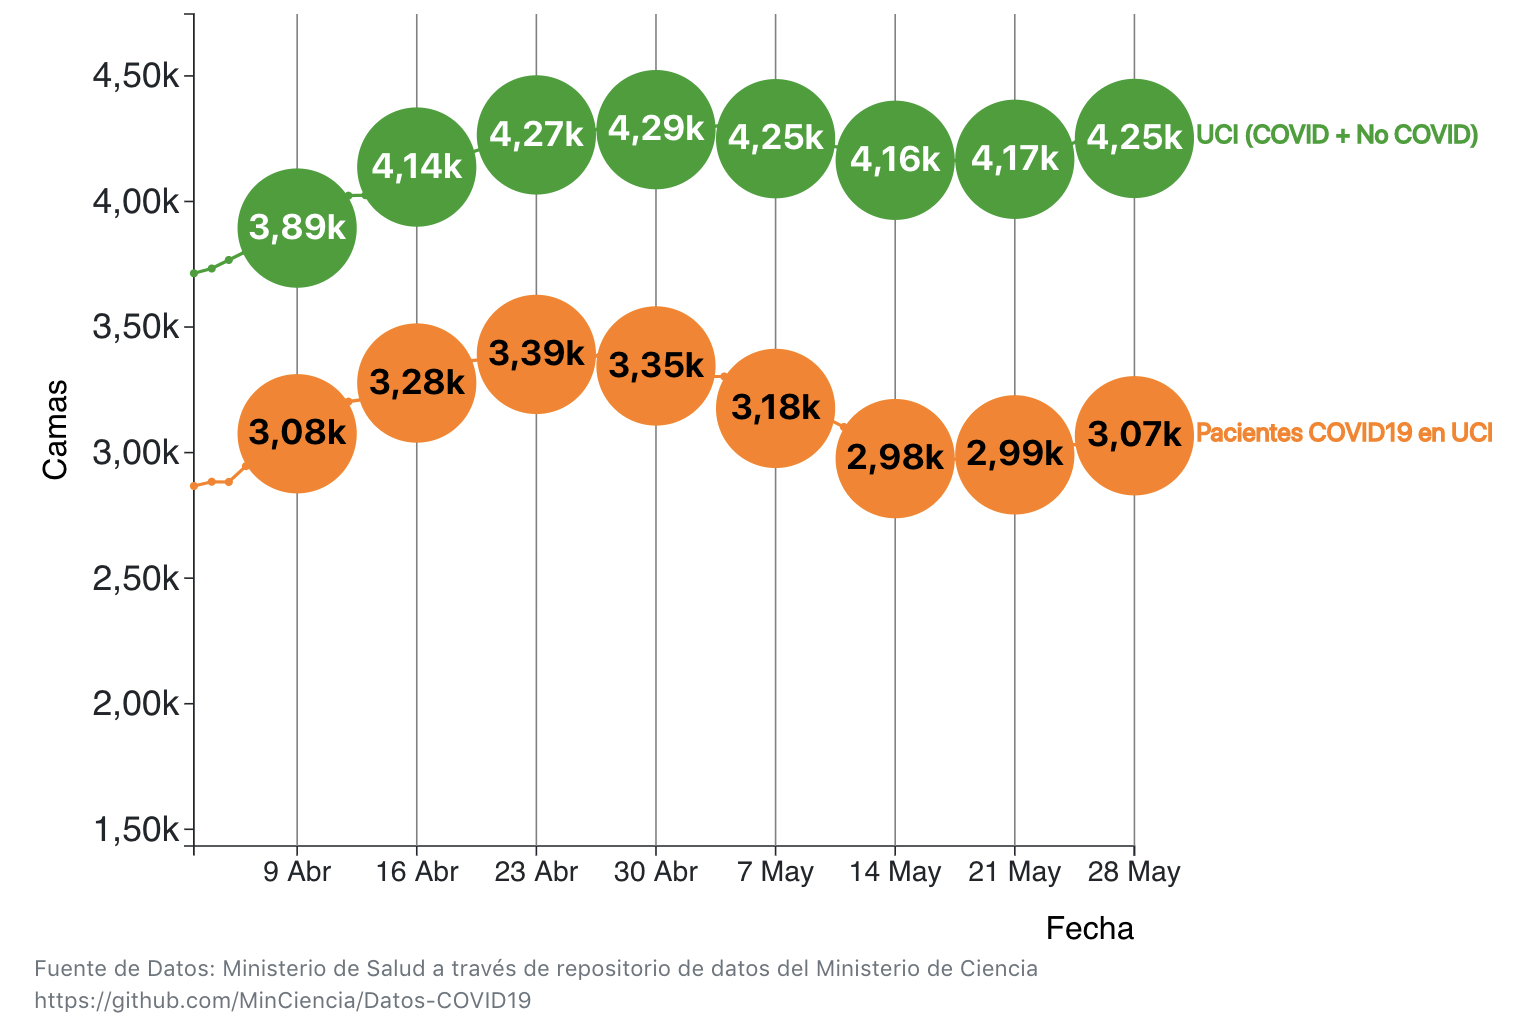 4,50k
4,00k
3,50k
3,00k
2,50k
2,00k
1,50k
Camas
4,27k
4,29k
4,25k
4,25k
UCI (COVID + No COVID)
4,14k
4,16k
4,17k
3,89k
3,39k
3,35k
3,28k
3,18k
3,08k
2,98k
2,99k
3,07k
Pacientes COVID19 en UCI
9 Abr
16 Abr
23 Abr
30 Abr
7 May
14 May
21 May
28 May
Fecha
Fuente de Datos: Ministerio de Salud a través de repositorio de datos del Ministerio de Ciencia
https://github.com/MinCiencia/Datos-COVID19